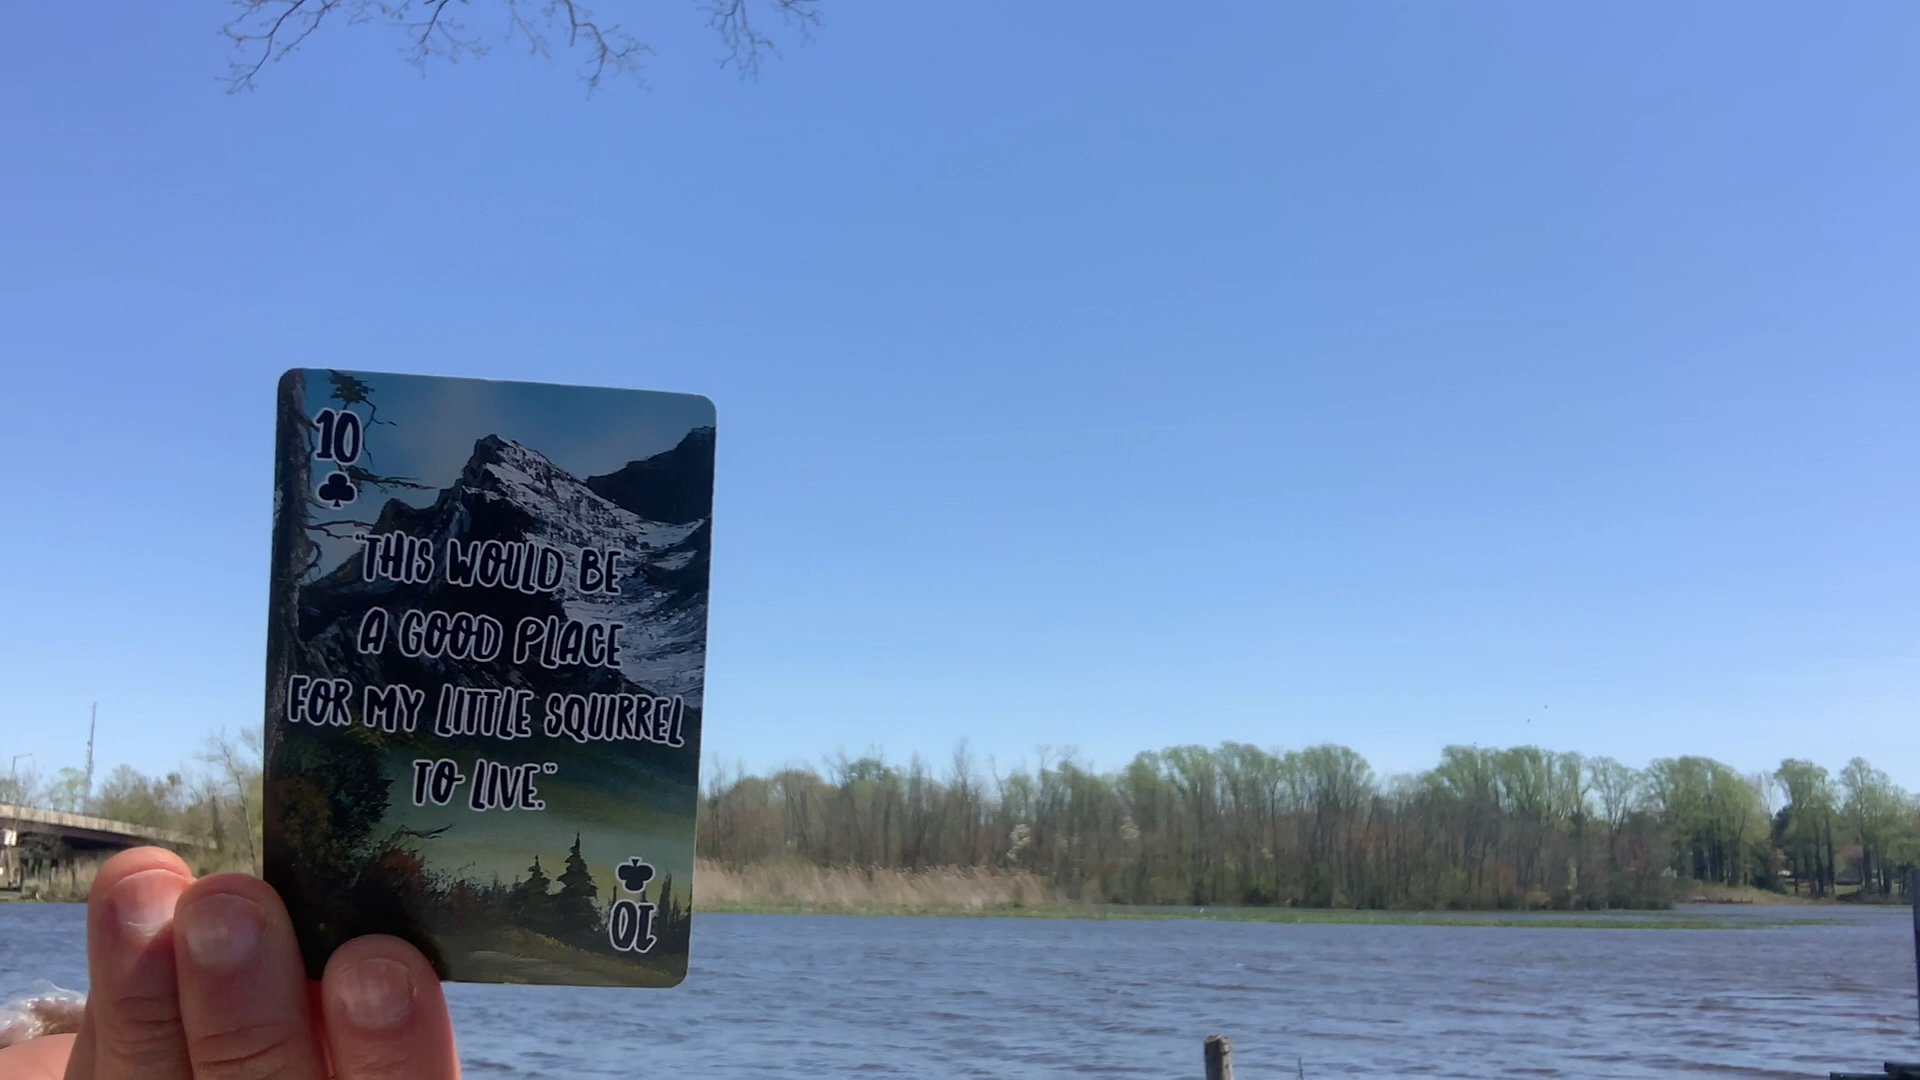 10
"THIS WOULD BE
A GOOD PLACE
FOR MY LITTLE SQUIRREL
TO LIVE."
10